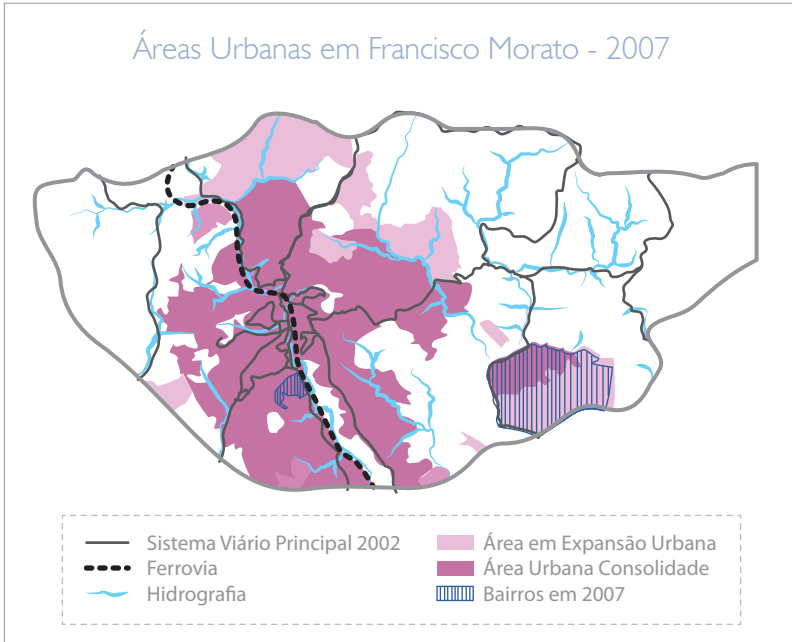 Áreas Urbanas em Francisco Morato - 2007
Sistema Viário Principal 2002
Ferrovia
Hidrografia
Área em Expansão Urbana
Área Urbana Consolidade
Bairros em 2007